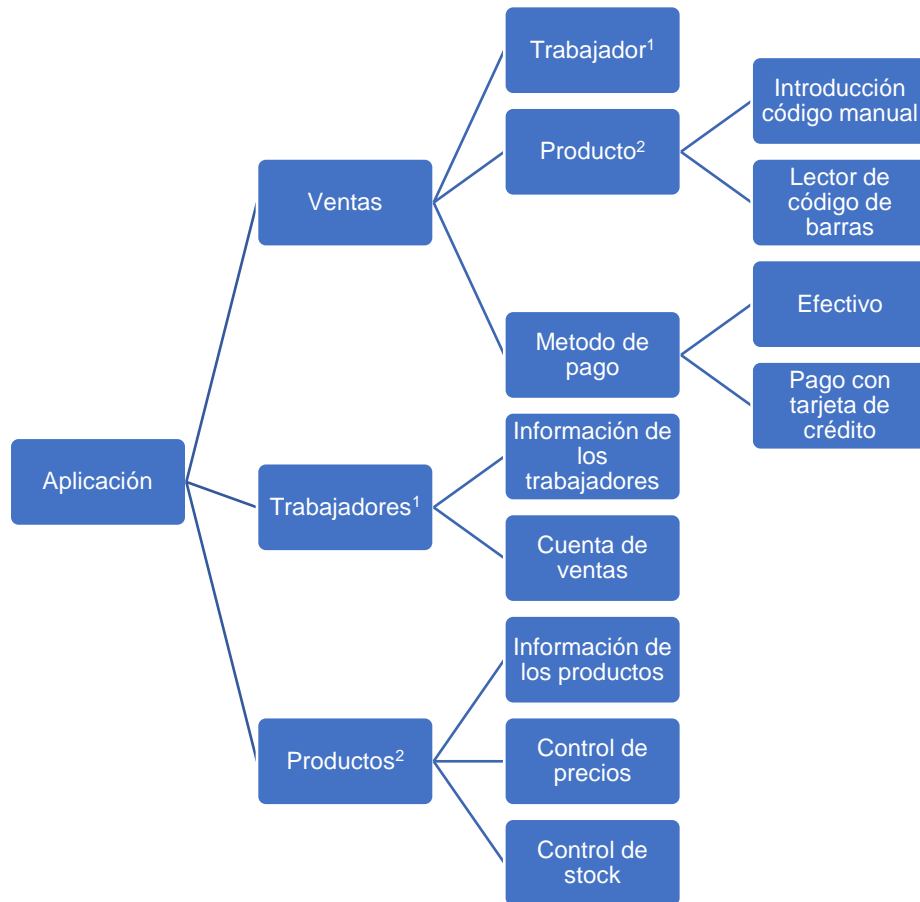 Trabajador¹
Introducción
código manual
Producto²
Ventas
Lector de
código de
barras
Efectivo
Metodo de
pago
Pago con
tarjeta de
crédito
Información de
los
trabajadores
Aplicación
Trabajadores¹
Cuenta de
ventas
Información de
los productos
Productos²
Control de
precios
Control de
stock